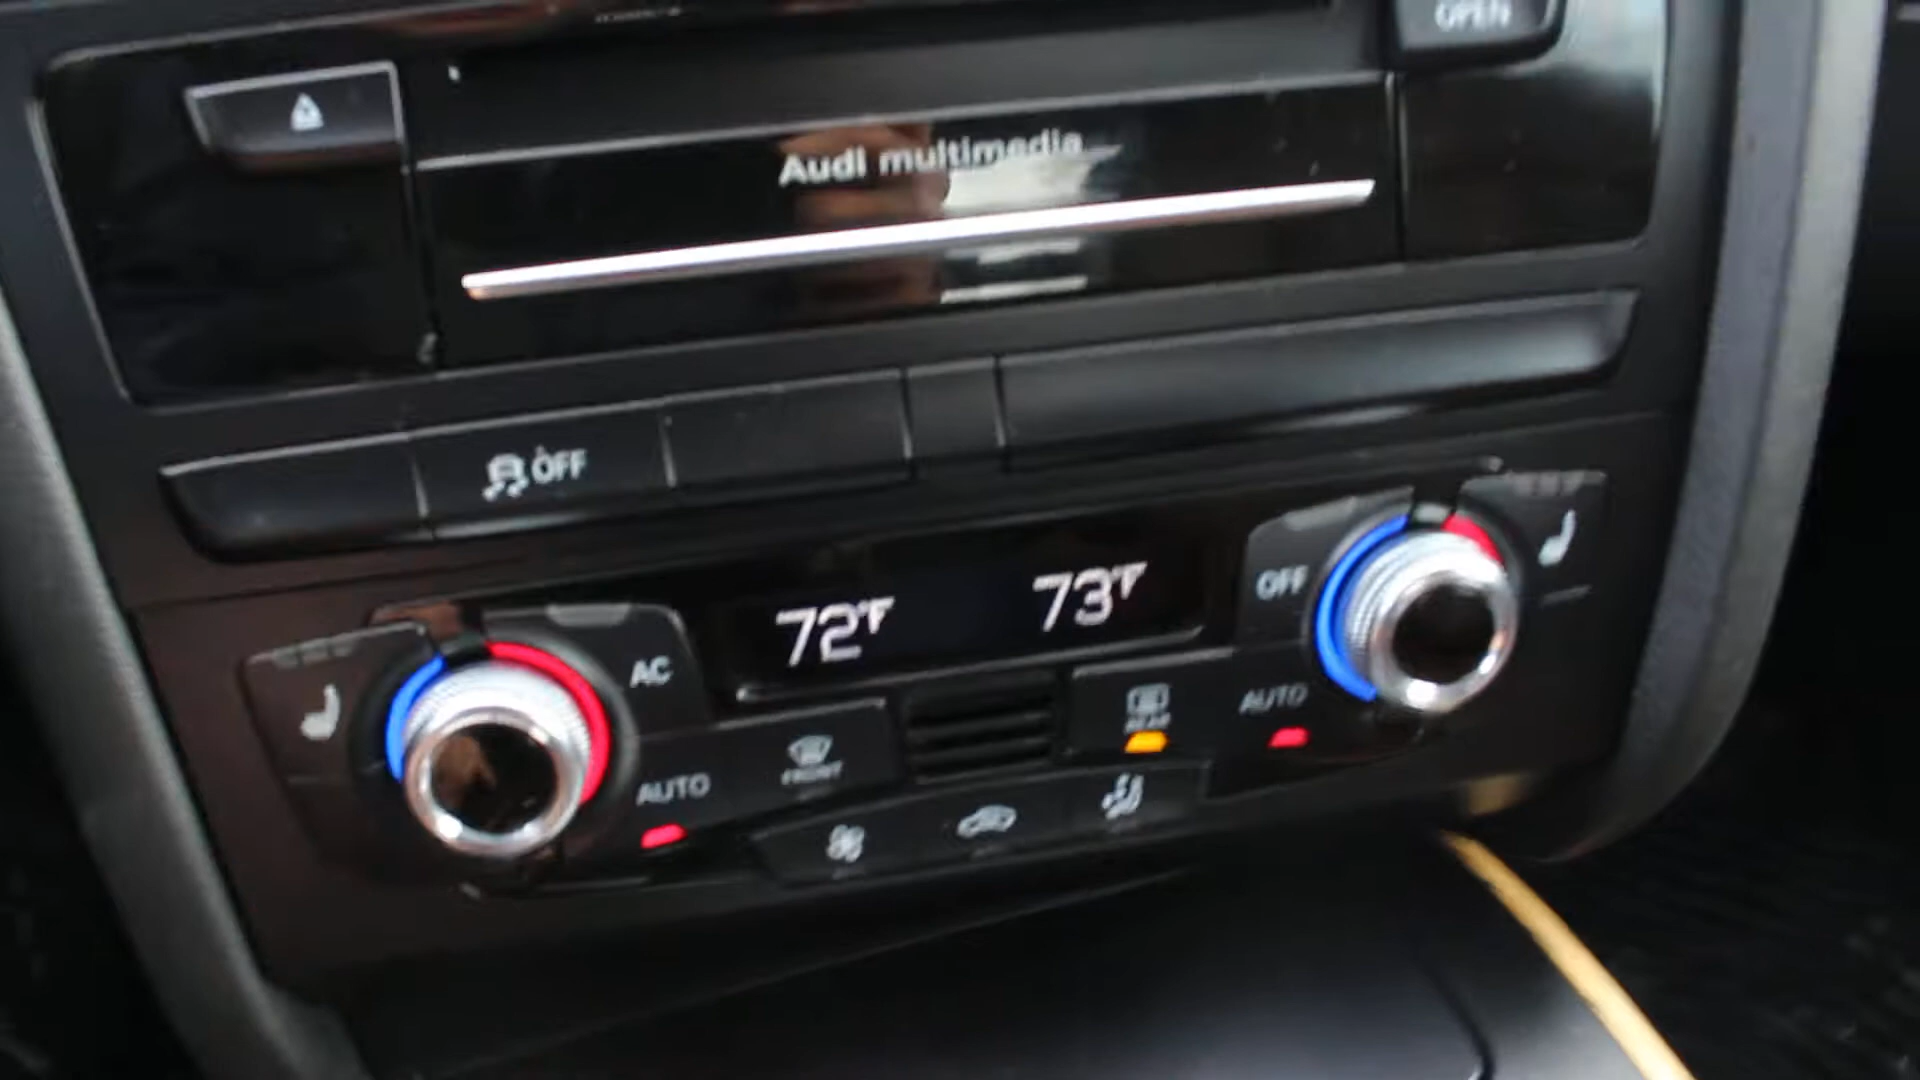 OPEN
Audi multimedia
OFF
72°F 73°F
OFF
AC
REAR
AUTO
AUTO
FRONT